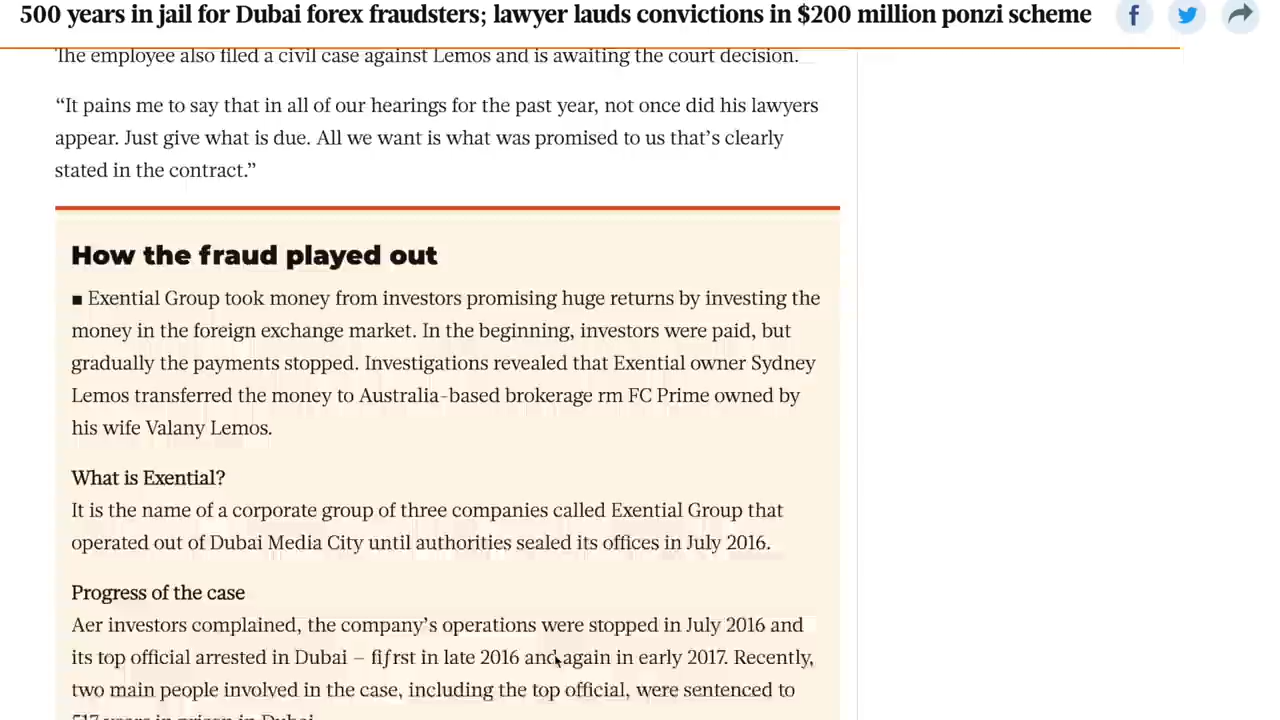 500 years in jail for Dubai forex fraudsters; lawyer lauds convictions in $200 million ponzi scheme
The employee also filed a civil case against Lemos and is awaiting the court decision.
“It pains me to say that in all of our hearings for the past year, not once did his lawyers
appear. Just give what is due. All we want is what was promised to us that’s clearly
stated in the contract.”
How the fraud played out
■ Exential Group took money from investors promising huge returns by investing the
money in the foreign exchange market. In the beginning, investors were paid, but
gradually the payments stopped. Investigations revealed that Exential owner Sydney
Lemos transferred the money to Australia-based brokerage rm FC Prime owned by
his wife Valany Lemos.
What is Exential?
It is the name of a corporate group of three companies called Exential Group that
operated out of Dubai Media City until authorities sealed its offices in July 2016.
Progress of the case
Aer investors complained, the company’s operations were stopped in July 2016 and
its top official arrested in Dubai – fifrst in late 2016 and again in early 2017. Recently,
two main people involved in the case, including the top official, were sentenced to
517 years in prison in Dubai.